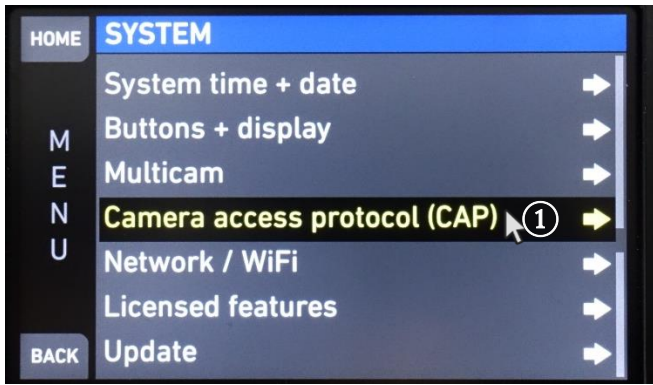 HOME
SYSTEM
System time + date
Buttons + display
Multicam
Camera access protocol (CAP) ①
Network / WiFi
Licensed features
Update
MENU
BACK